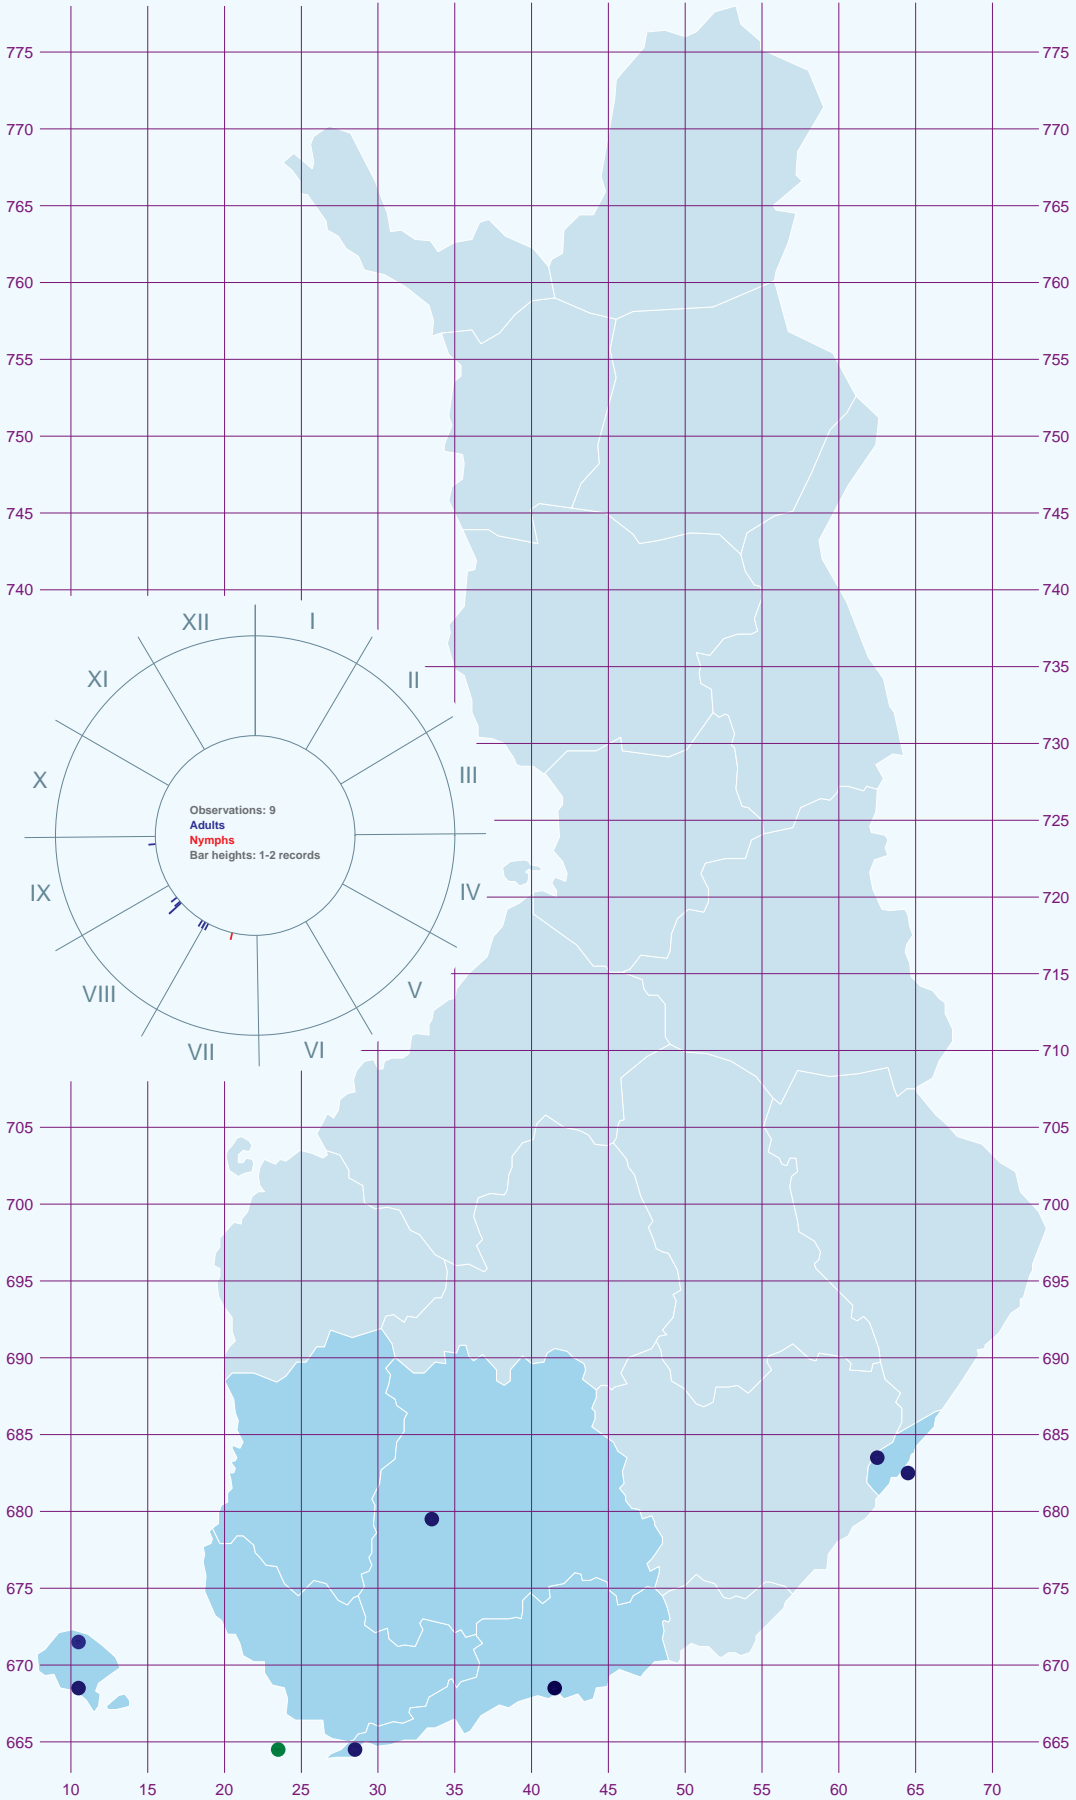 775 775
770 770
765 765
760 760
755 755
750 750
745 745
740 740
XII I
735
XI II
730
X III
725
Observations: 9
Adults
Nymphs
Bar heights: 1-2 records
IX IV
720
VIII V
715
VII VI
710
705 705
700 700
695 695
690 690
685 685
680 680
675 675
670 670
665 665
10 15 20 25 30 35 40 45 50 55 60 65 70